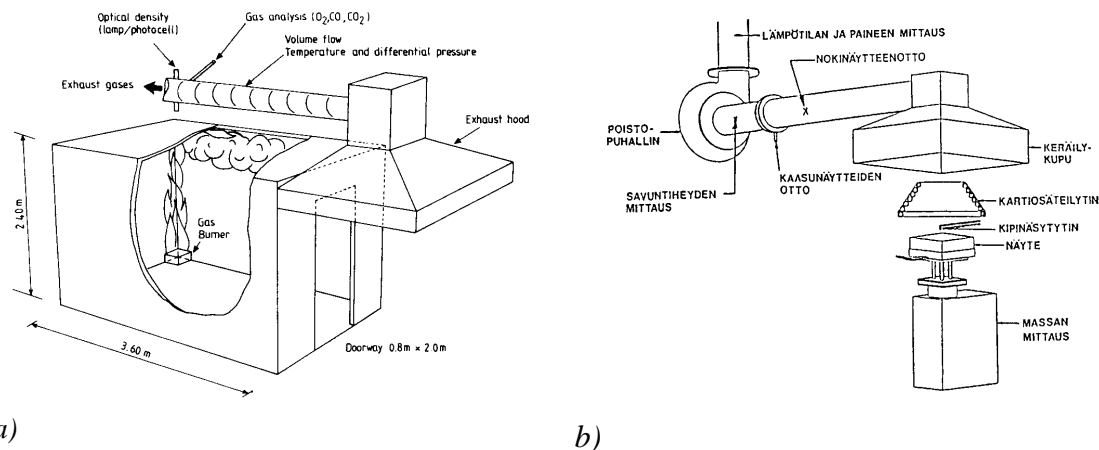 Optical density
(lamp/photocell)
Gas analysis (O₂,CO,CO₂)
Volume flow
Temperature and differential pressure
Exhaust gases
Exhaust hood
2.40 m
Gas
Burner
3.60 m
Doorway 0.8m × 2.0m
a)
LÄMPÖTILAN JA PAINEEN MITTAUS
NOKINÄYTTEENOTTO
X
X
POISTO-
PUHALLIN
KERÄILY-
KUPU
SAVUNTIHEYDEN
MITTAUS
KAASUNÄYTTEIDEN
OTTO
KARTIOSÄTEILYTIN
KIPINÄSYTYTIN
NÄYTE
MASSAN
MITTAUS
b)